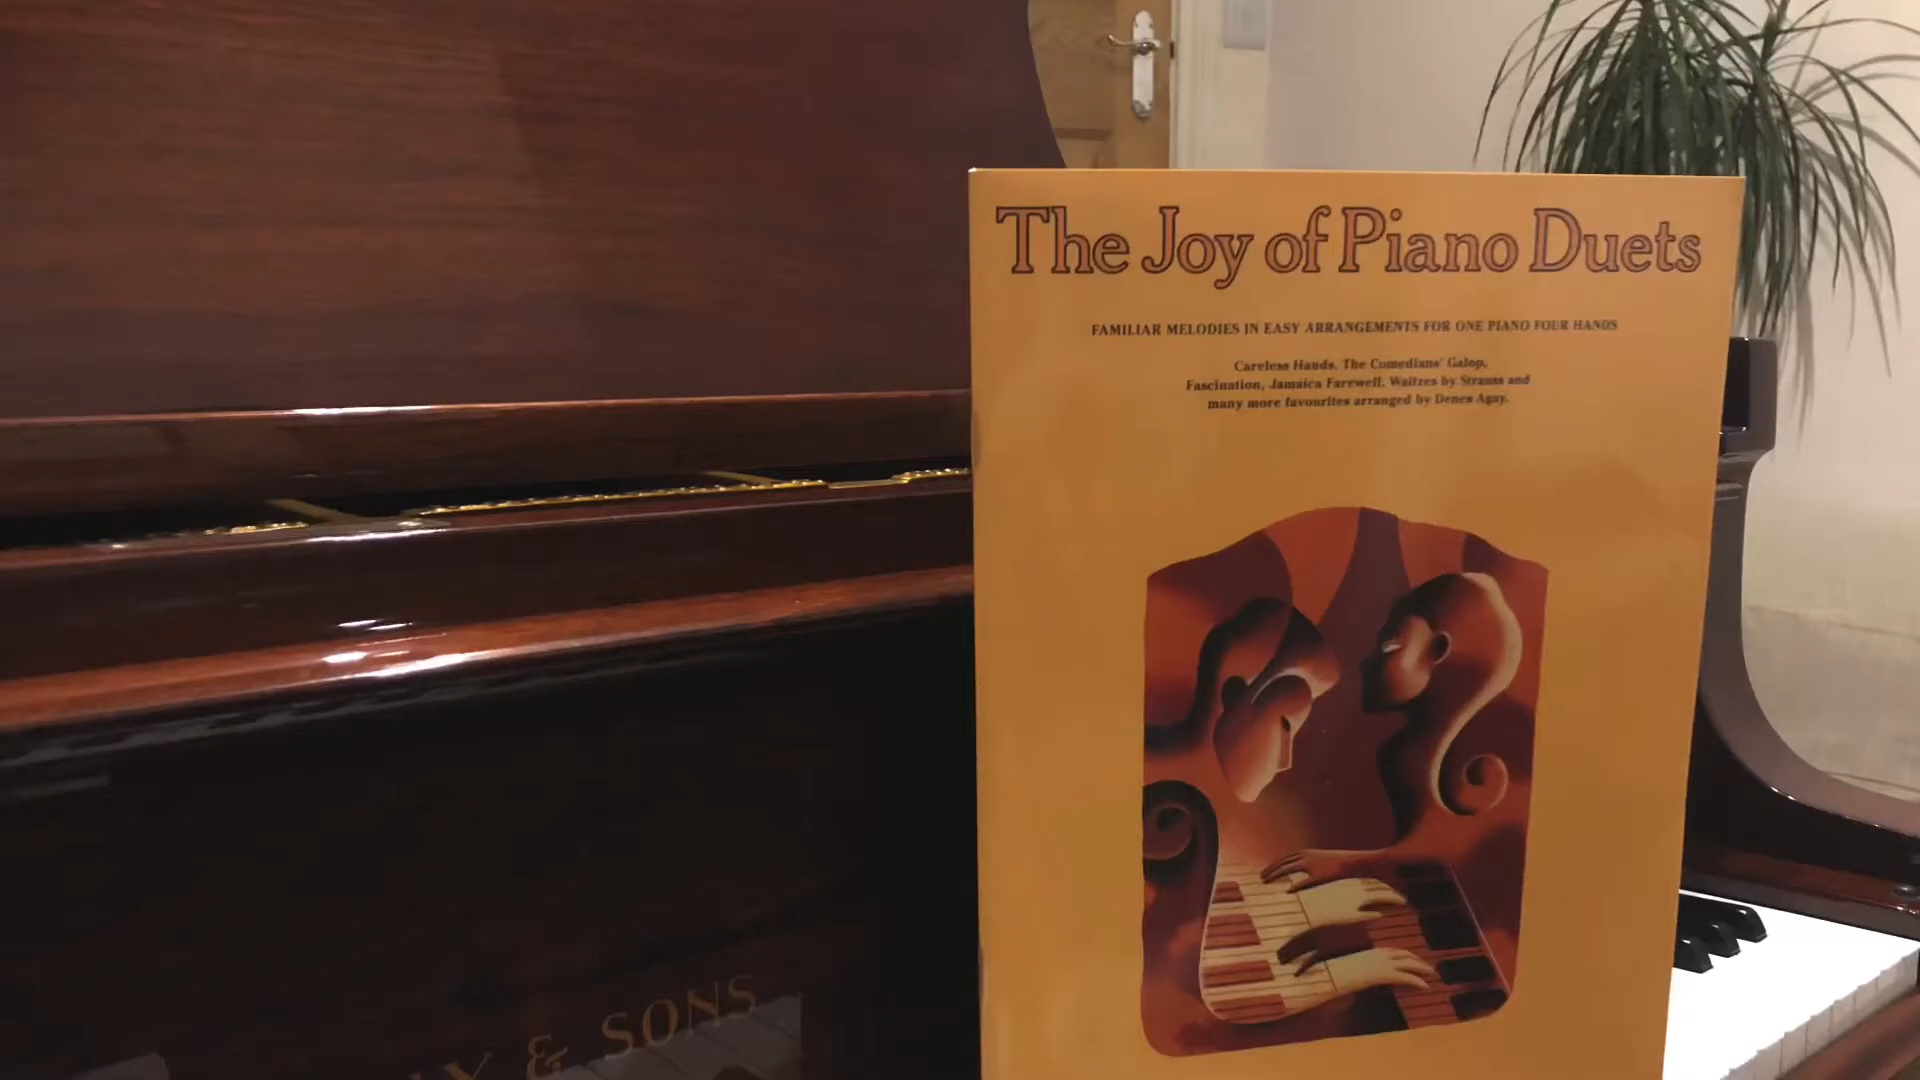 The Joy of Piano Duets
FAMILIAR MELODIES IN EASY ARRANGEMENTS FOR ONE PIANO FOUR HANDS
Careless Hands, The Comedians' Galop,
Fascination, Jamaica Farewell, Waltzes by Strauss and
many more favourites arranged by Denes Agay.
& SONS